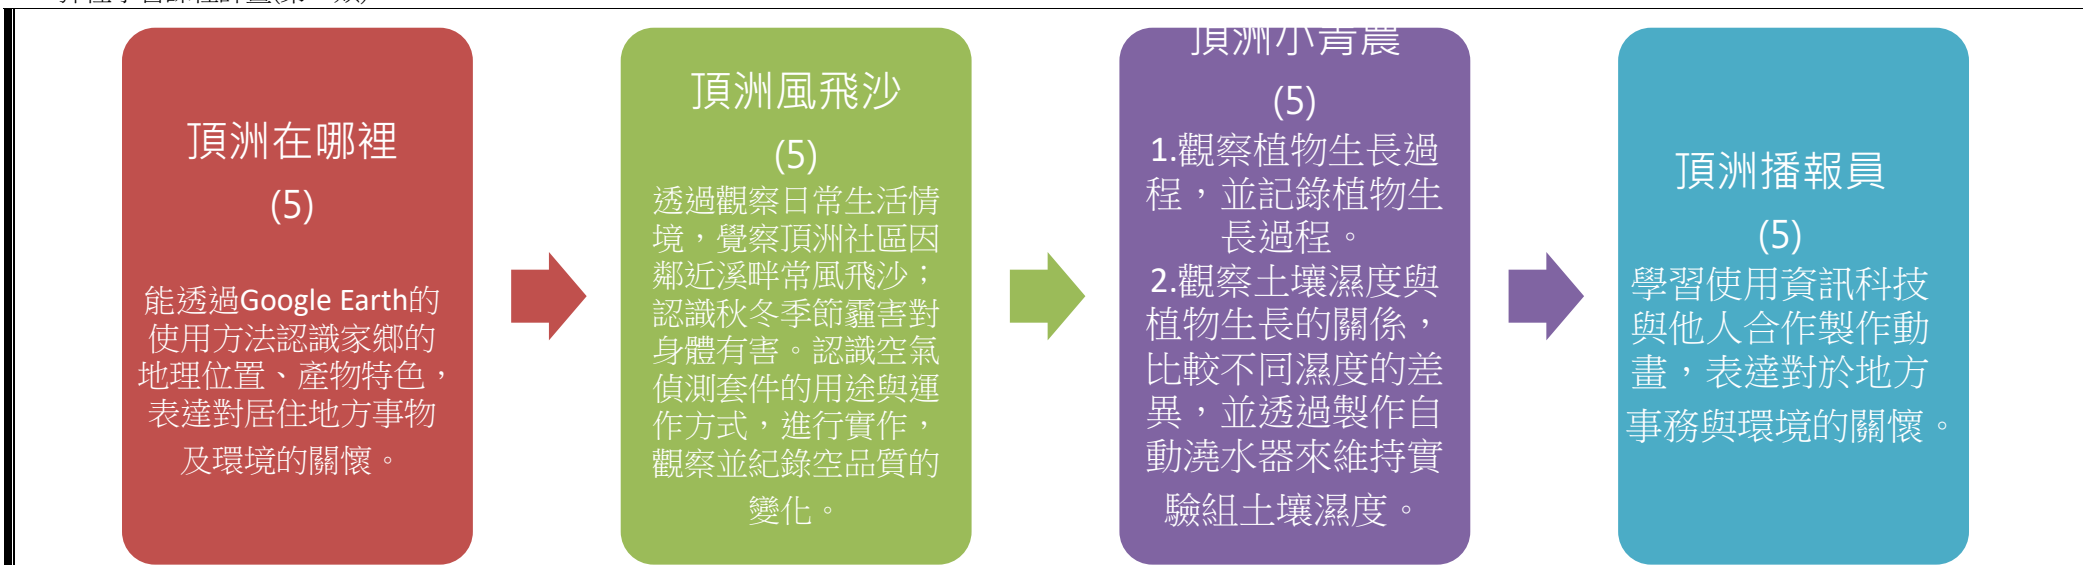 頂洲在哪裡
(5)
能透過Google Earth的
使用方法認識家鄉的
地理位置、產物特色，
表達對居住地方事物
及環境的關懷。
頂洲風飛沙
(5)
透過觀察日常生活情
境，覺察頂洲社區因
鄰近溪畔常風飛沙；
認識秋冬季節霾害對
身體有害。認識空氣
偵測套件的用途與運
作方式，進行實作，
觀察並紀錄空品質的
變化。
頂洲小青農
(5)
1.觀察植物生長過
程，並記錄植物生
長過程。
2.觀察土壤濕度與
植物生長的關係，
比較不同濕度的差
異，並透過製作自
動澆水器來維持實
驗組土壤濕度。
頂洲播報員
(5)
學習使用資訊科技
與他人合作製作動
畫，表達對於地方
事務與環境的關懷。